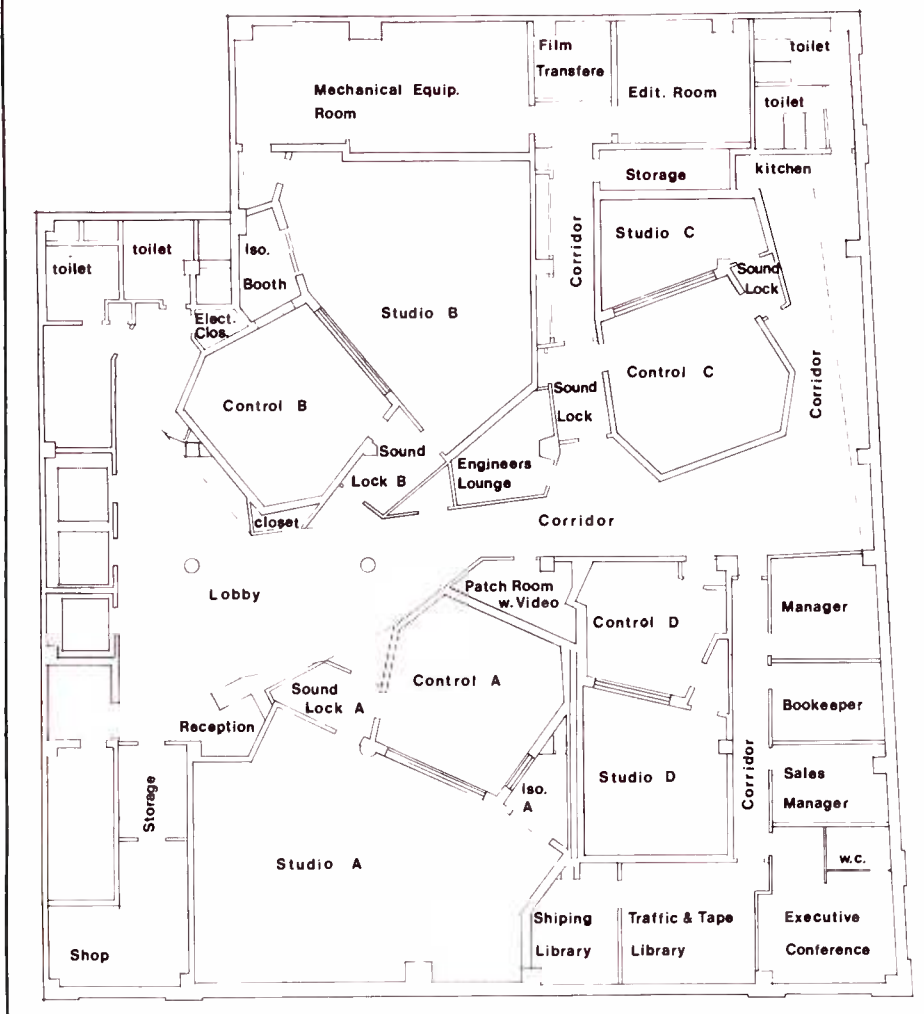 Film
Transfere
toilet
Mechanical Equip.
Room
Edit. Room
toilet
Storage
kitchen
Corridor
Studio C
Sound
Lock
toilet
toilet
Iso.
Booth
Elect.
Clos.
Studio B
Control C
Corridor
Control B
Sound
Lock
Sound
Lock B
Engineers
Lounge
closet
Corridor
Lobby
Patch Room
w. Video
Control D
Manager
Control A
Sound
Lock A
Reception
Bookeeper
Corridor
Studio D
Iso.
A
Sales
Manager
Storage
Studio A
w.c.
Shiping
Library
Traffic & Tape
Library
Executive
Conference
Shop